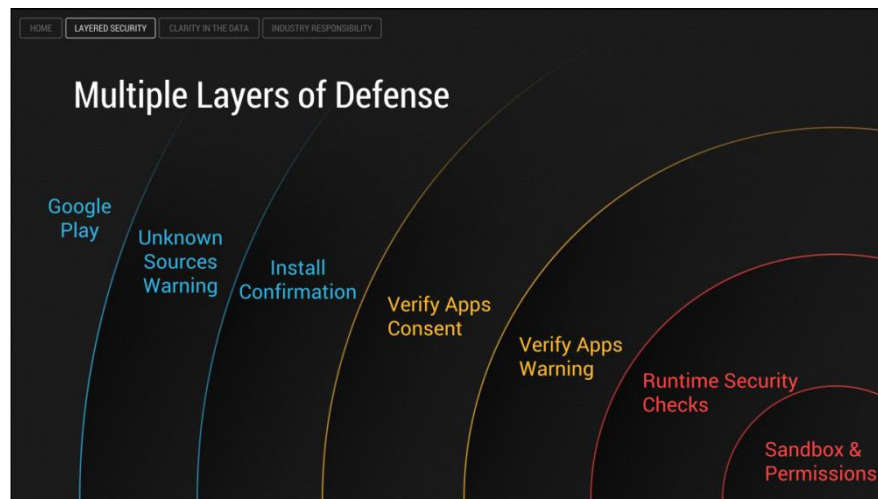 HOME LAYERED SECURITY CLARITY IN THE DATA INDUSTRY RESPONSIBILITY
Multiple Layers of Defense
Google
Play
Unknown
Sources
Warning
Install
Confirmation
Verify Apps
Consent
Verify Apps
Warning
Runtime Security
Checks
Sandbox &
Permissions